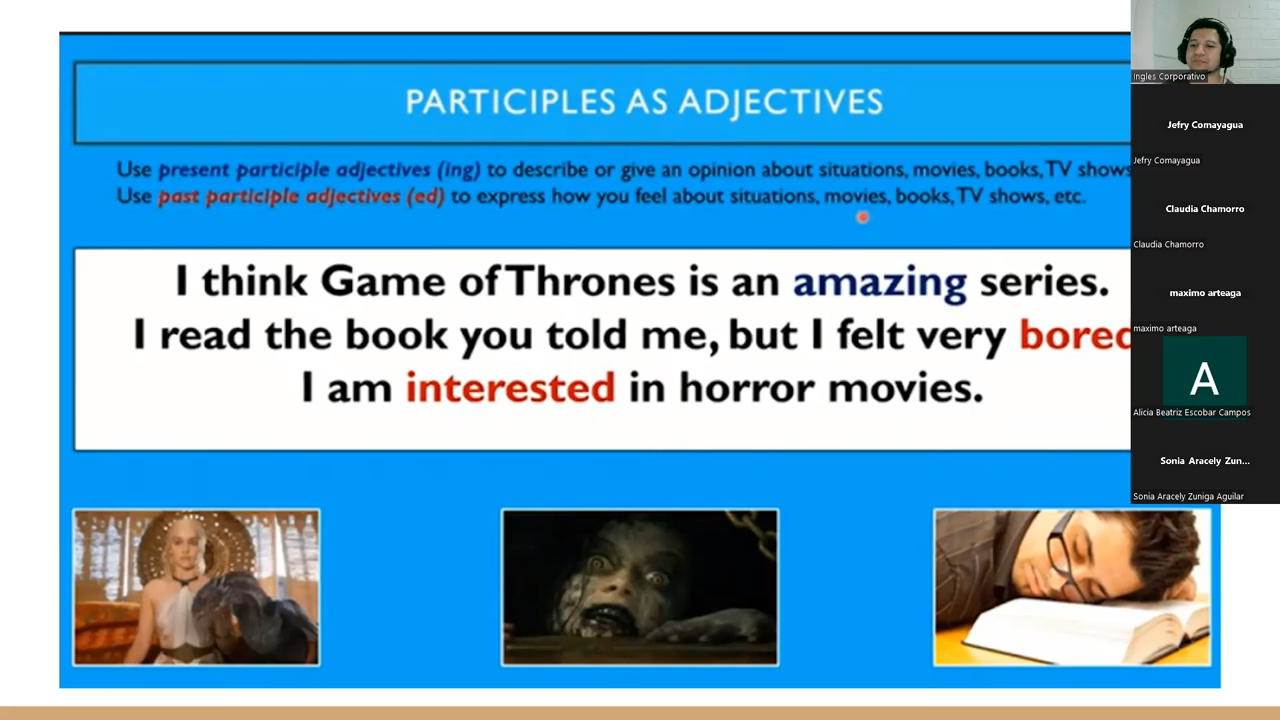 PARTICIPLES AS ADJECTIVES
Use present participle adjectives (ing) to describe or give an opinion about situations, movies, books, TV shows
Use past participle adjectives (ed) to express how you feel about situations, movies, books, TV shows, etc.
I think Game of Thrones is an amazing series.
I read the book you told me, but I felt very bored
I am interested in horror movies.
Ingles Corporativo
Jefry Comayagua
Jefry Comayagua
Claudia Chamorro
Claudia Chamorro
maximo arteaga
maximo arteaga
A
Alicia Beatriz Escobar Campos
Sonia Aracely Zun...
Sonia Aracely Zuniga Aguilar